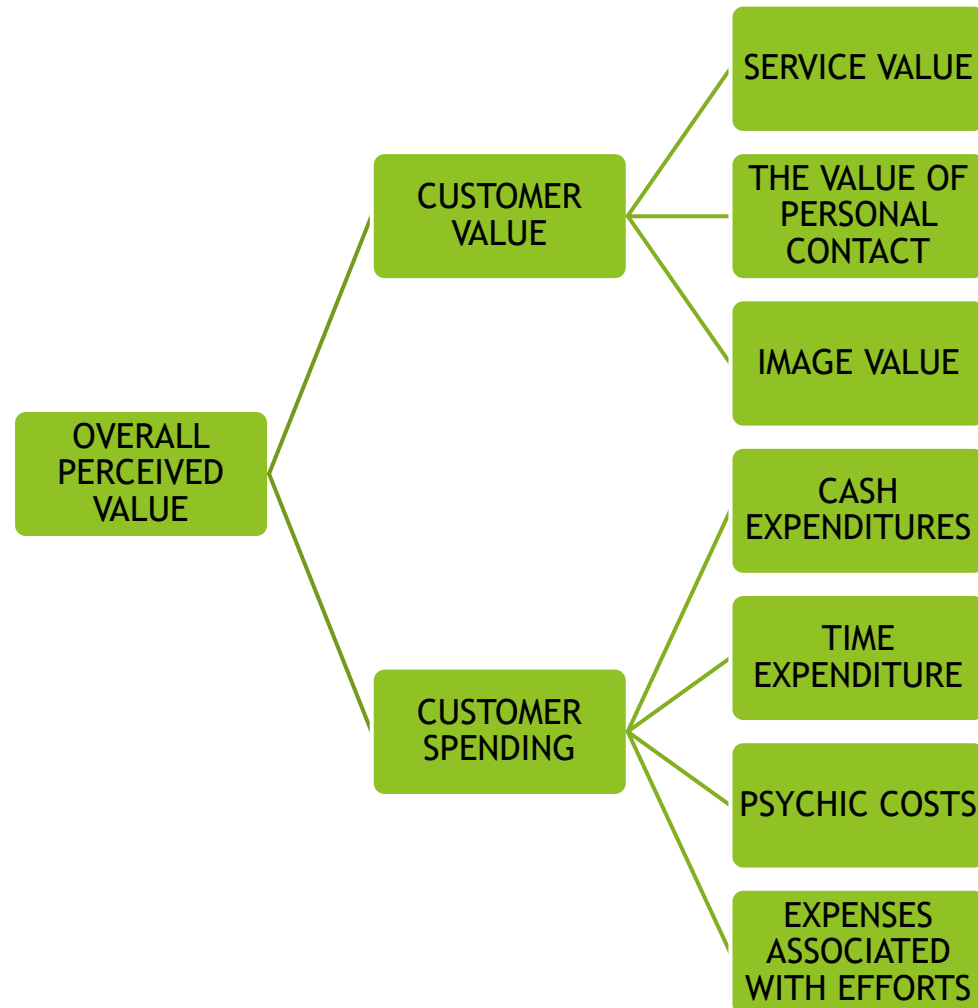 SERVICE VALUE
CUSTOMER
VALUE
THE VALUE OF
PERSONAL
CONTACT
IMAGE VALUE
OVERALL
PERCEIVED
VALUE
CASH
EXPENDITURES
TIME
EXPENDITURE
CUSTOMER
SPENDING
PSYCHIC COSTS
EXPENSES
ASSOCIATED
WITH EFFORTS